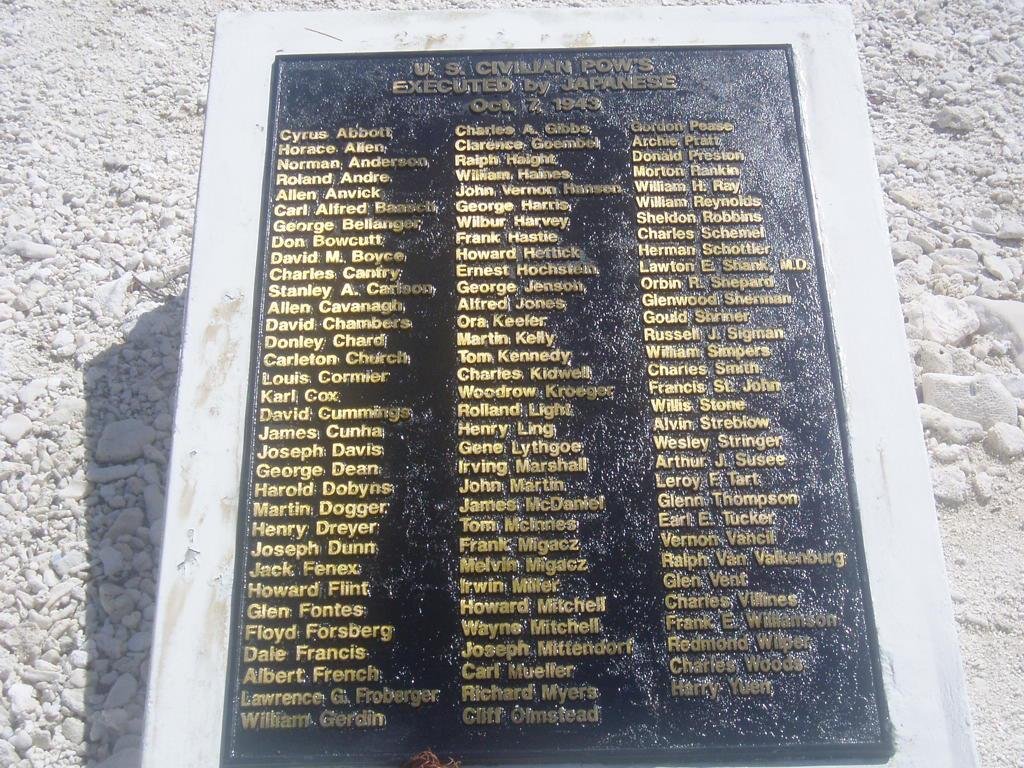 U. S. CIVILIAN POW'S
EXECUTED by JAPANESE
Oct. 7, 1943
Cyrus Abbott
Horace Allen
Norman Anderson
Roland Andre
Allen Anvick
Carl Alfred
George Bellanger
Don Bowcutt
David M. Boyce
Charles Cantry
Stanley A. Carlson
Allen Cavanagh
David Chambers
Donley Chard
Carleton Church
Louis Cormier
Karl Cox
David Cummings
James Cunha
Joseph Davis
George Dean
Harold Dobyns
Martin Dogger
Henry Dreyer
Joseph Dunn
Jack Fenex
Howard Flint
Glen Fontes
Floyd Forsberg
Dale Francis
Albert French
Lawrence G. Froberger
William Gerdin
Charles A. Gibbs
Clarence Goembel
Ralph Haight
William Haines
John Vernon Hansen
George Harris
Wilbur Harvey
Frank Hastie
Howard Hettick
Ernest Hochstein
George Jenson
Alfred Jones
Ora Keeler
Martin Kelly
Tom Kennedy
Charles Kidwell
Woodrow Kroeger
Rolland Light
Henry Ling
Gene Lythgoe
Irving Marshall
John Martin
James McDaniel
Tom McInnes
Frank Migacz
Melvin Migacz
Irwin Miller
Howard Mitchell
Wayne Mitchell
Joseph Mittendorf
Carl Mueller
Richard Myers
Cliff Olmstead
Gordon Pease
Archie Pratt
Donald Preston
Morton Rankin
William H. Ray
William Reynolds
Sheldon Robbins
Charles Schemel
Herman Schottler
Lawton E. Shank, M.D.
Orbin R. Shepard
Glenwood Sherman
Gould Shriner
Russell J. Sigman
William Simpers
Charles Smith
Francis St. John
Willis Stone
Alvin Streblow
Wesley Stringer
Arthur J. Susee
Leroy F. Tart
Glenn Thompson
Earl E. Tucker
Vernon Vancil
Ralph Van Valkenburg
Glen Vent
Charles Villines
Frank E. Williamson
Redmond Wilper
Charles Woods
Harry Yuen